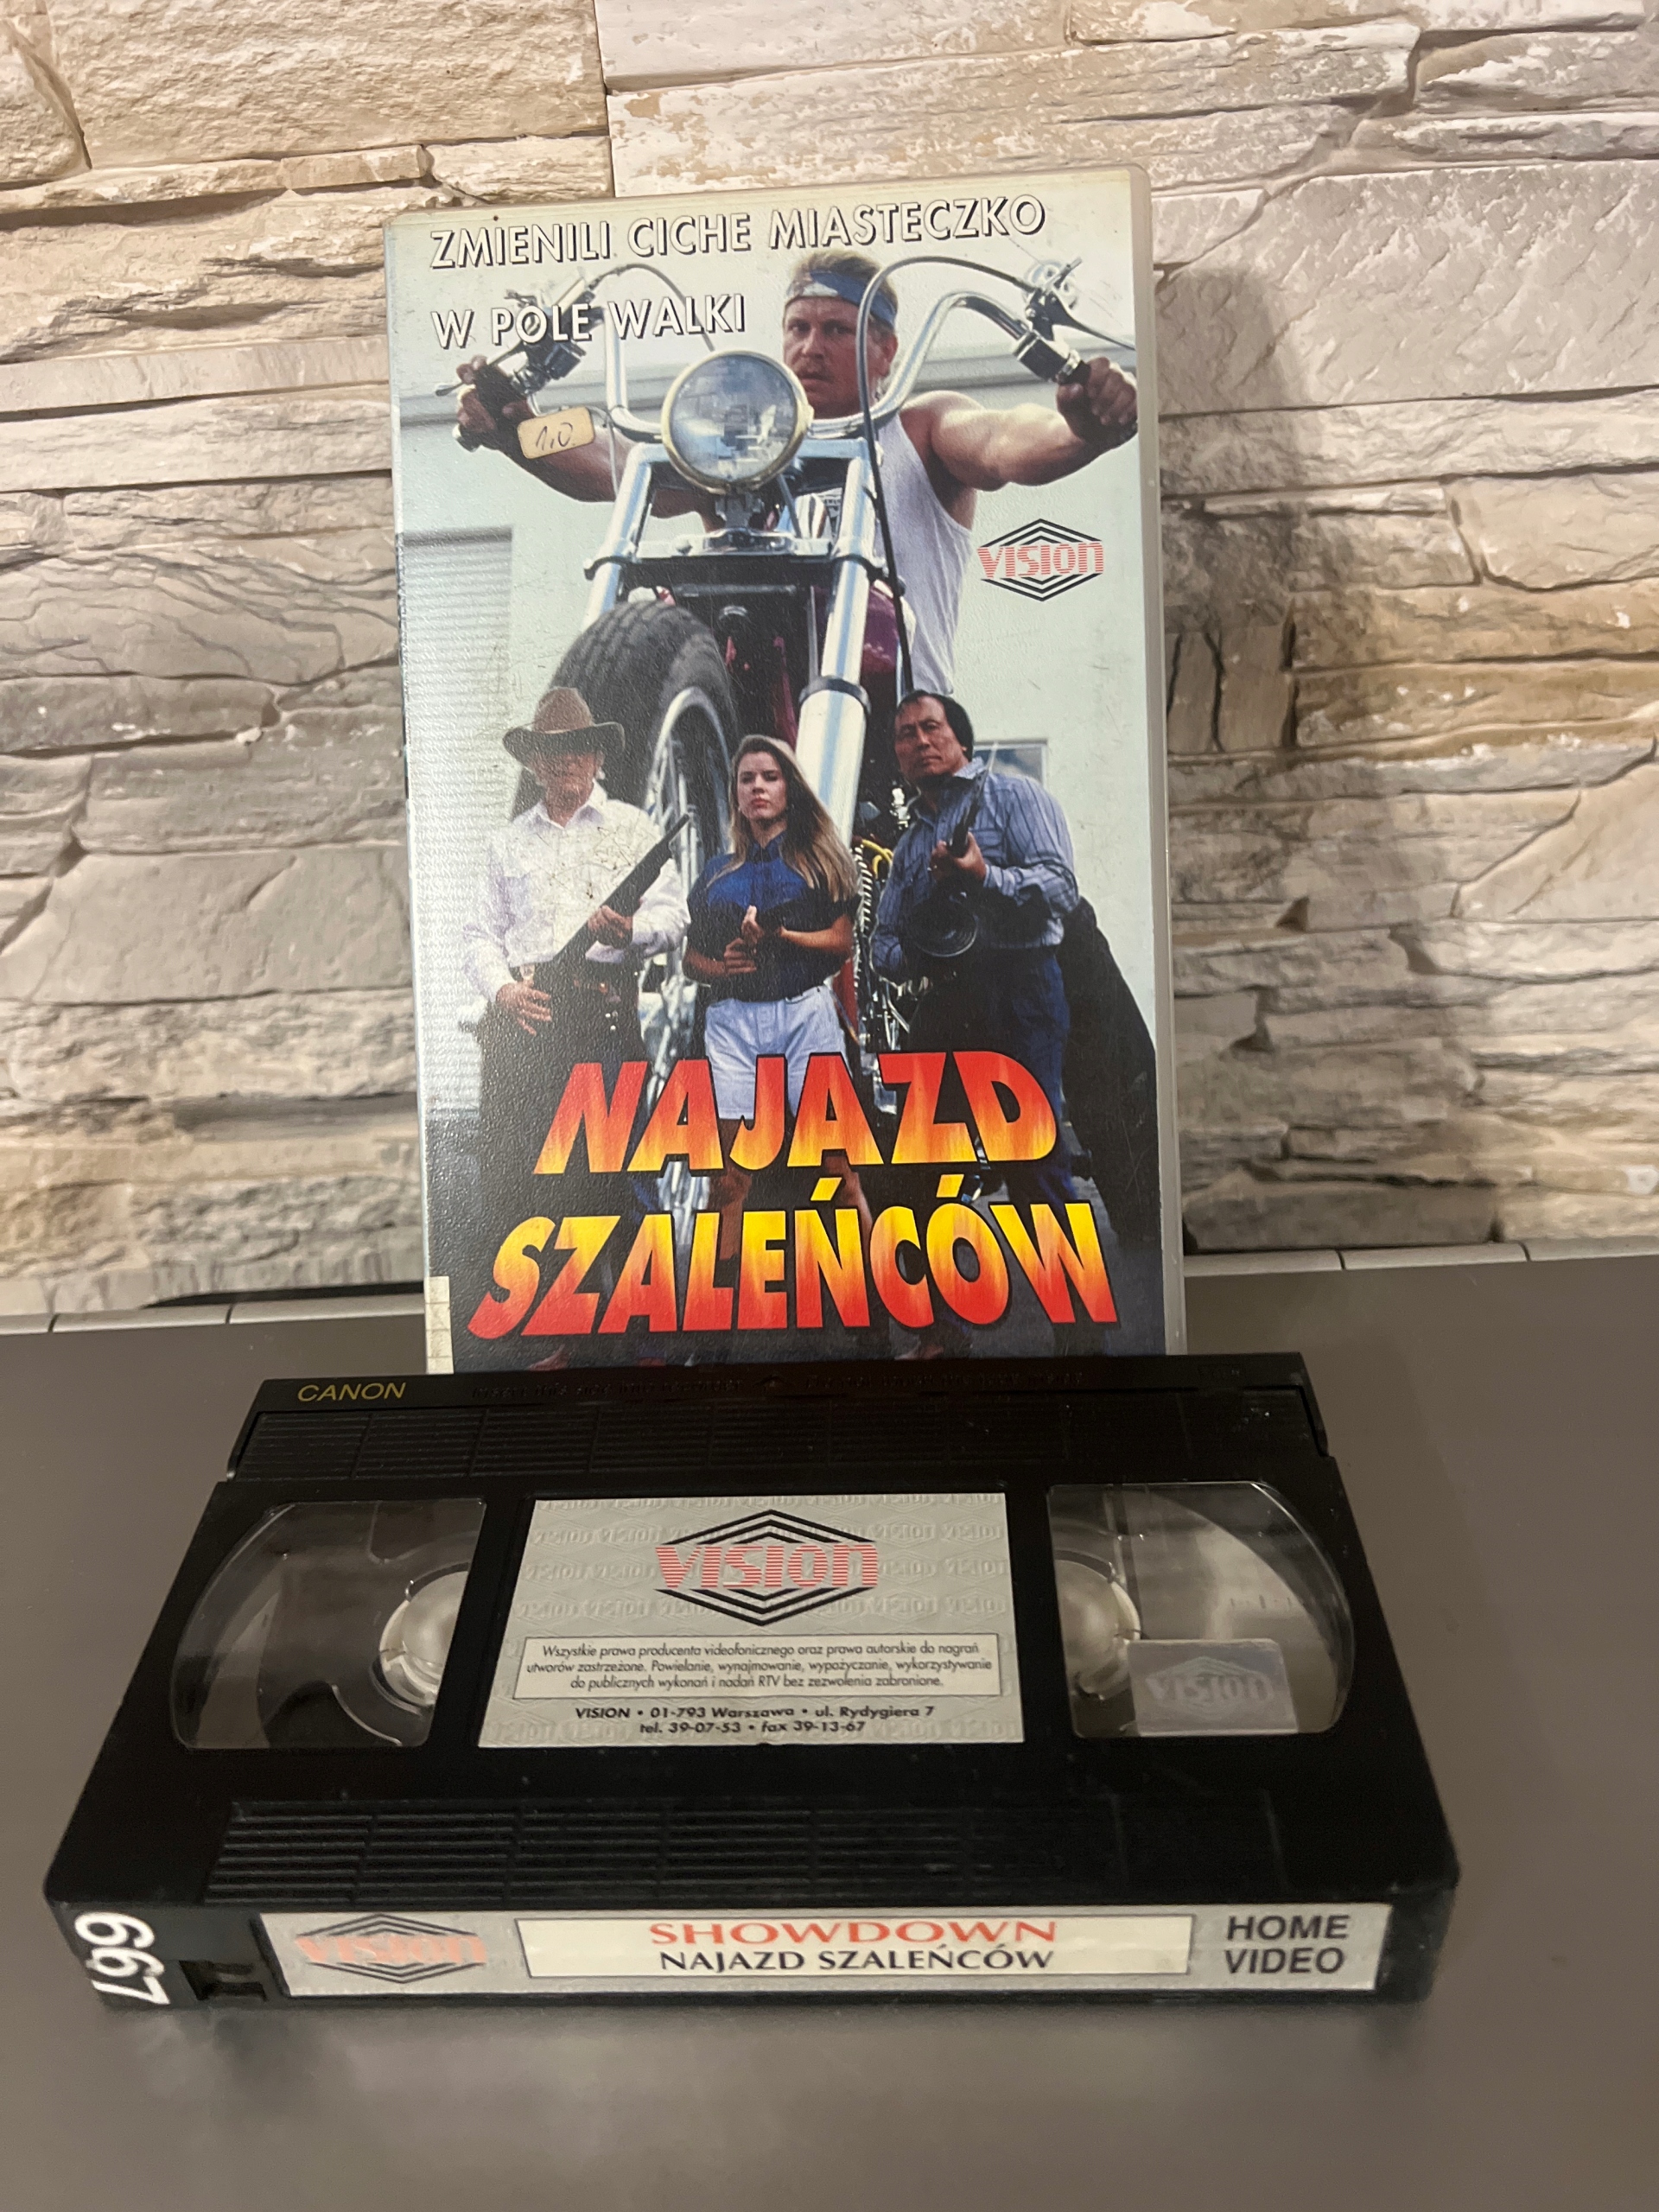 ZMIENILI CICHE MIASTECZKO
W POLE WALKI
1,0
VISION
NAJAZD
SZALEŃCÓW
CANON
VISION
Wszystkie prawa producenta videofonicznego oraz prawa autorskie do nagrań
utworów zastrzeżone. Powielanie, wynajmowanie, wypożyczanie, wykorzystywanie
do publicznych wykonań i nadań RTV bez zezwolenia zabronione.
VISION • 01-793 Warszawa • ul. Rydygiera 7
tel. 39-07-53 • fax 39-13-67
VISION
667
VISION
SHOWDOWN
NAJAZD SZALEŃCÓW
HOME
VIDEO